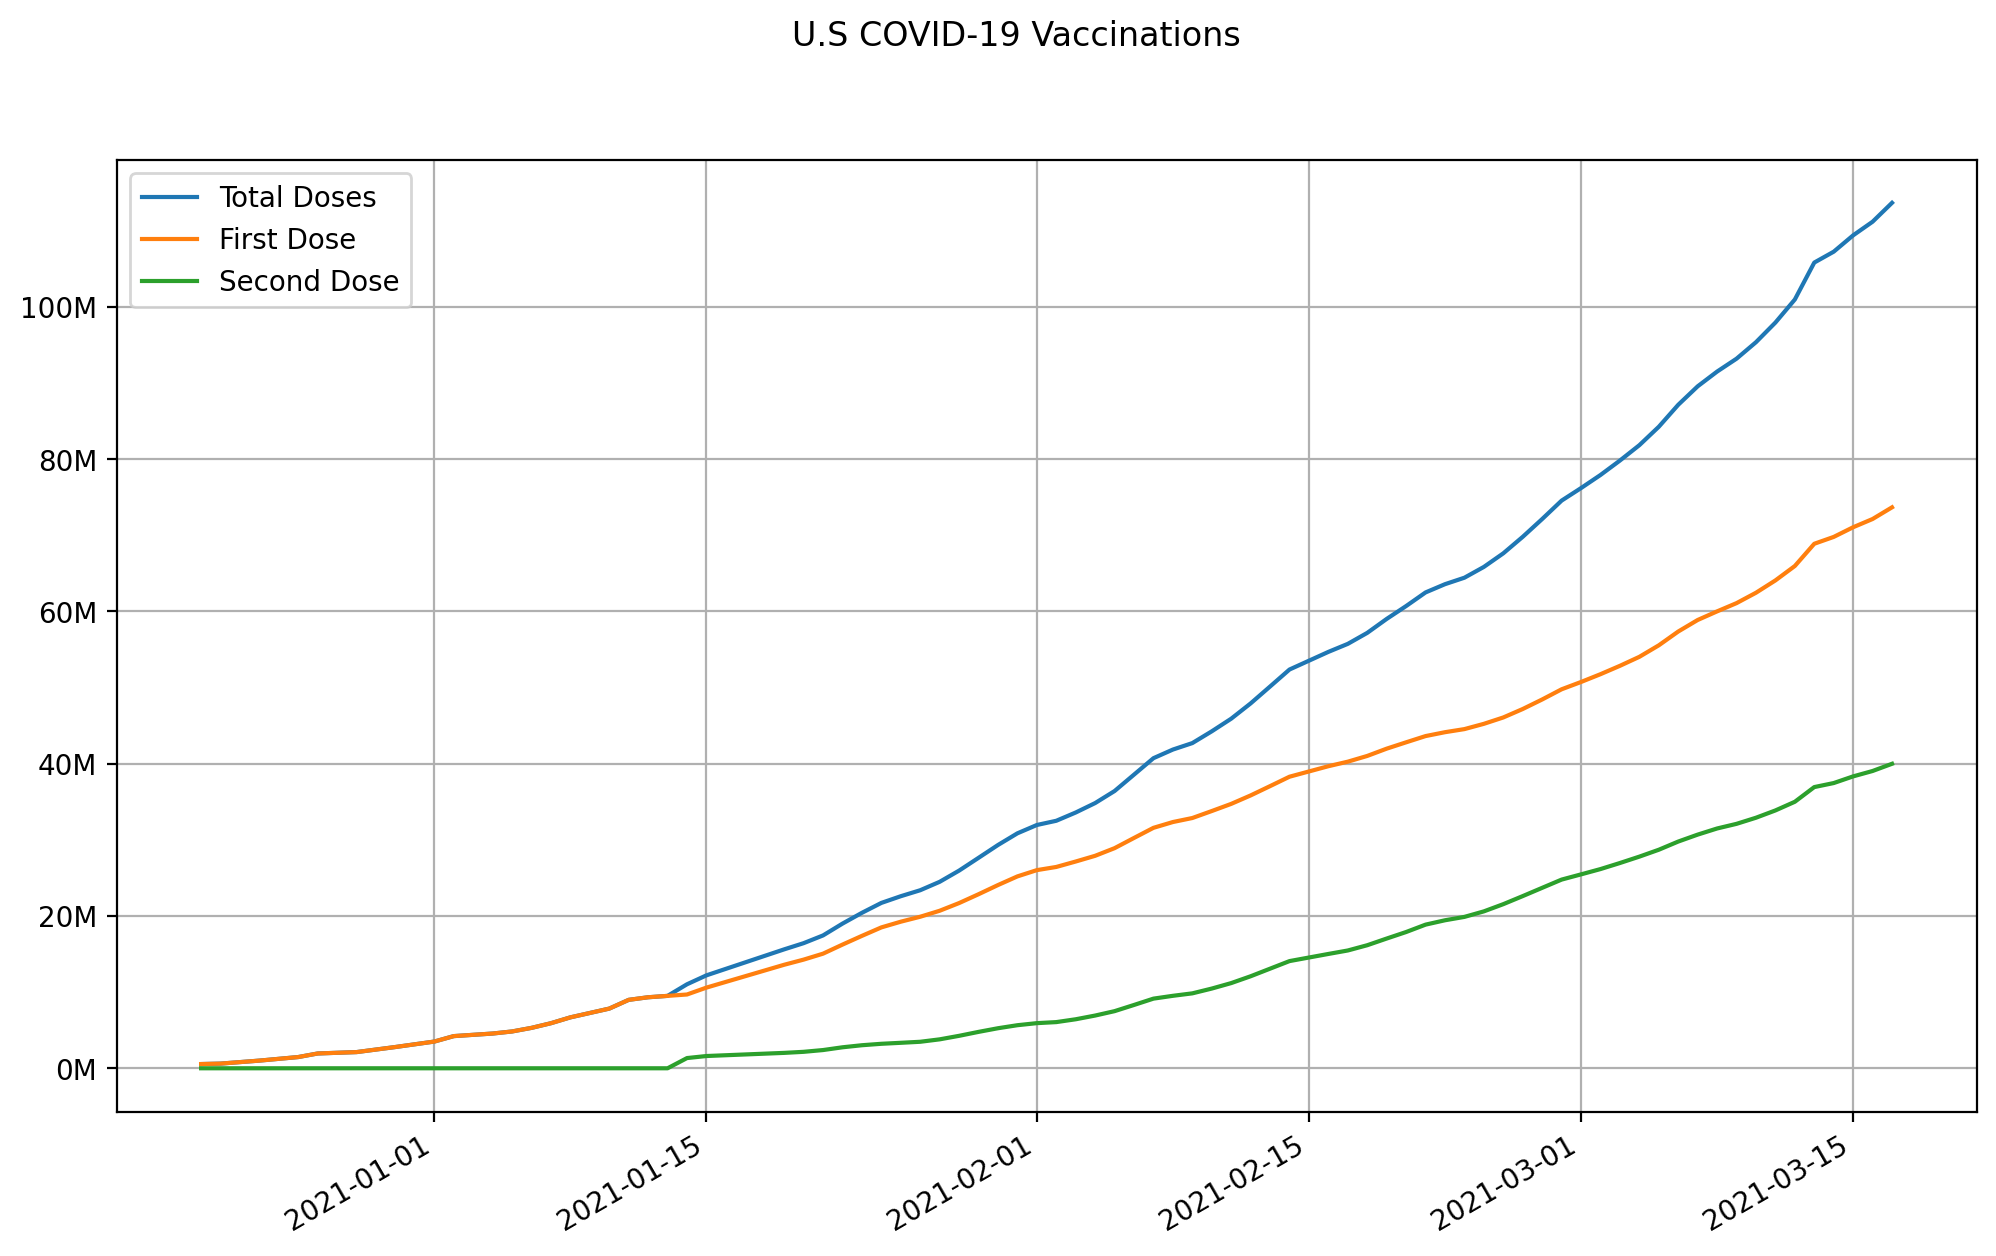 U.S COVID-19 Vaccinations
Total Doses
First Dose
Second Dose
100M
80M
60M
40M
20M
0M
2021-01-01
2021-01-15
2021-02-01
2021-02-15
2021-03-01
2021-03-15